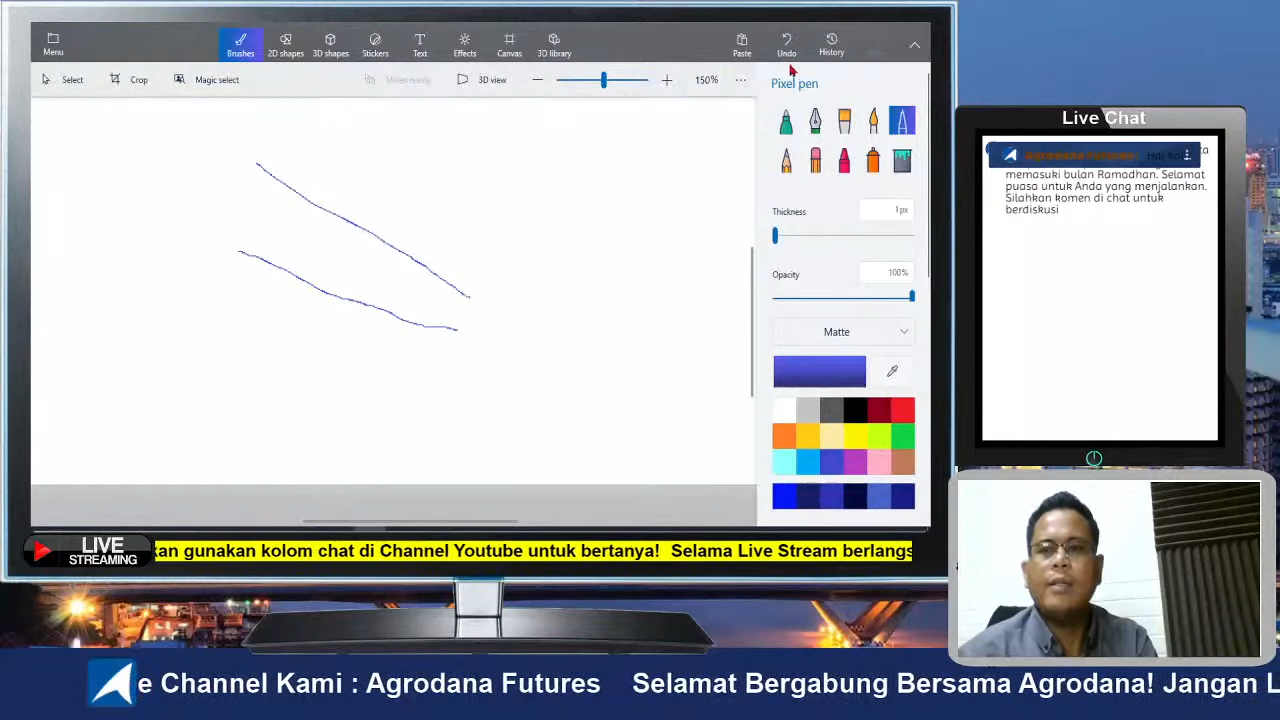 Menu
Brushes
2D shapes
3D shapes
Stickers
Text
Effects
Canvas
3D library
Paste
Undo
History
Select
Crop
Magic select
Mixed reality
3D view
150%
Pixel pen
Thickness
1px
Opacity
100%
Matte
Live Chat
memasuki bulan Ramadhan. Selamat
puasa untuk Anda yang menjalankan.
Silahkan komen di chat untuk
berdiskusi
LIVE
STREAMING
kan gunakan kolom chat di Channel Youtube untuk bertanya! Selama Live Stream berlangs
e Channel Kami : Agrodana Futures Selamat Bergabung Bersama Agrodana! Jangan L